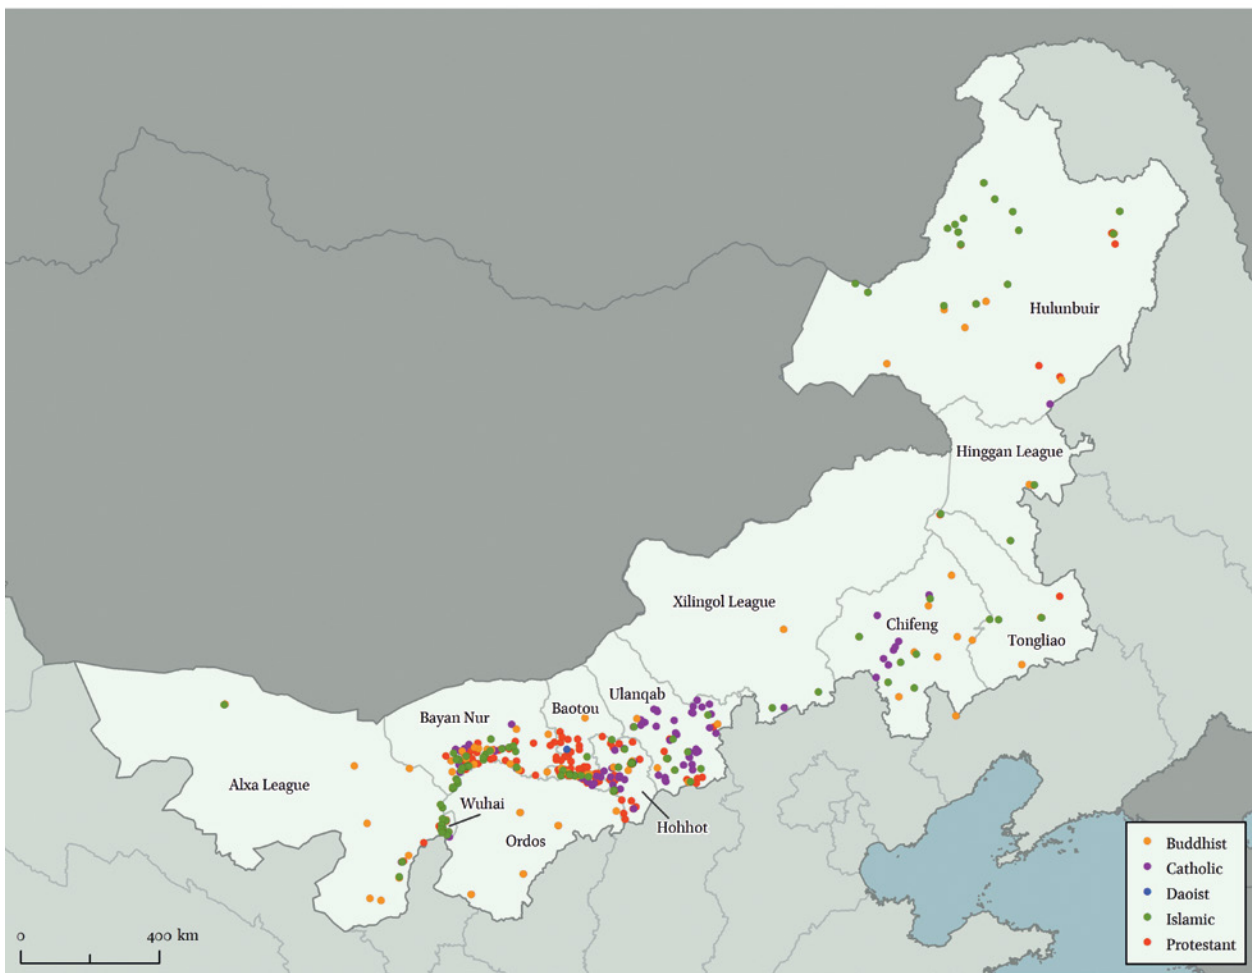 Hulunbuir
Hinggan League
Xilingol League
Chifeng
Tongliao
Ulanqab
Baotou
Bayan Nur
Alxa League
Wuhai
Ordos
Hohhot
0 400 km
Buddhist
Catholic
Daoist
Islamic
Protestant